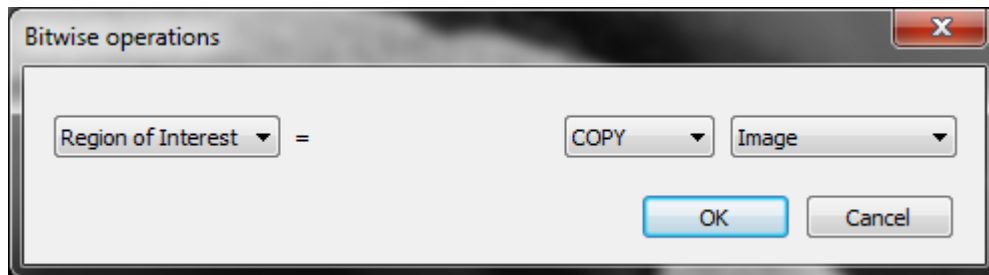 Bitwise operations
Region of Interest = COPY Image
OK Cancel